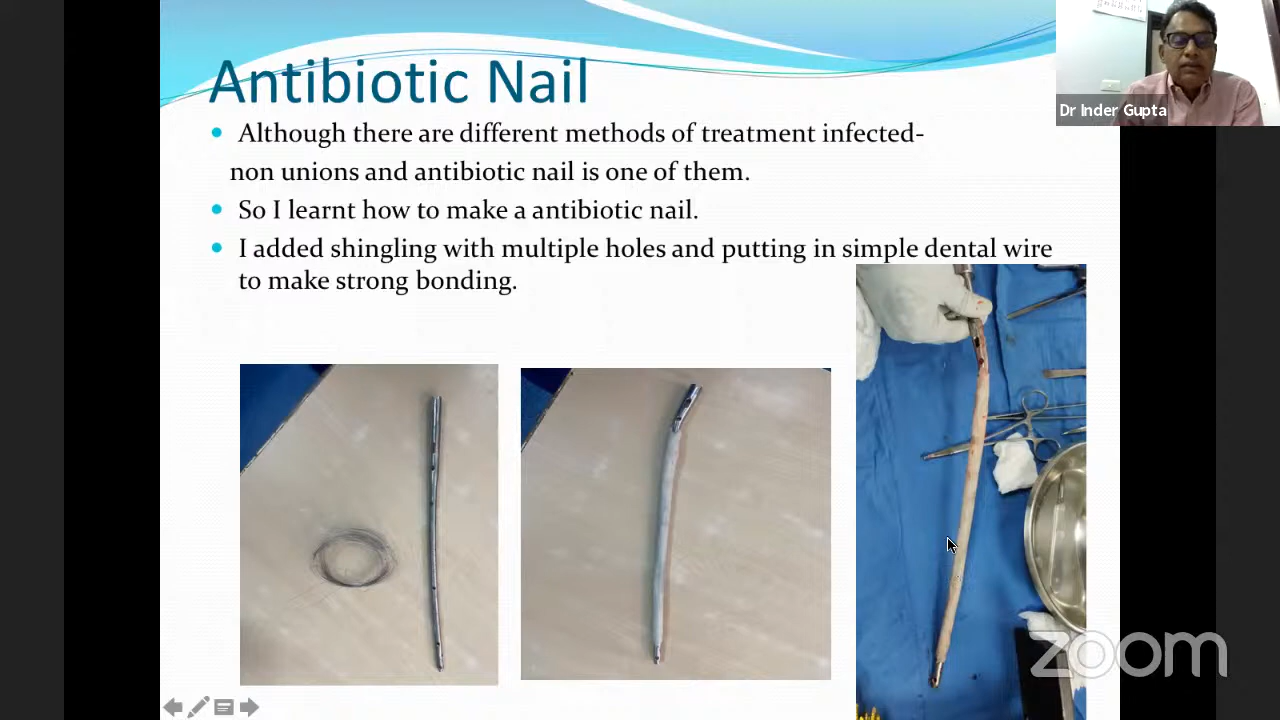 Antibiotic Nail
Although there are different methods of treatment infected-
non unions and antibiotic nail is one of them.
So I learnt how to make a antibiotic nail.
I added shingling with multiple holes and putting in simple dental wire
to make strong bonding.
Dr Inder Gupta
zoom